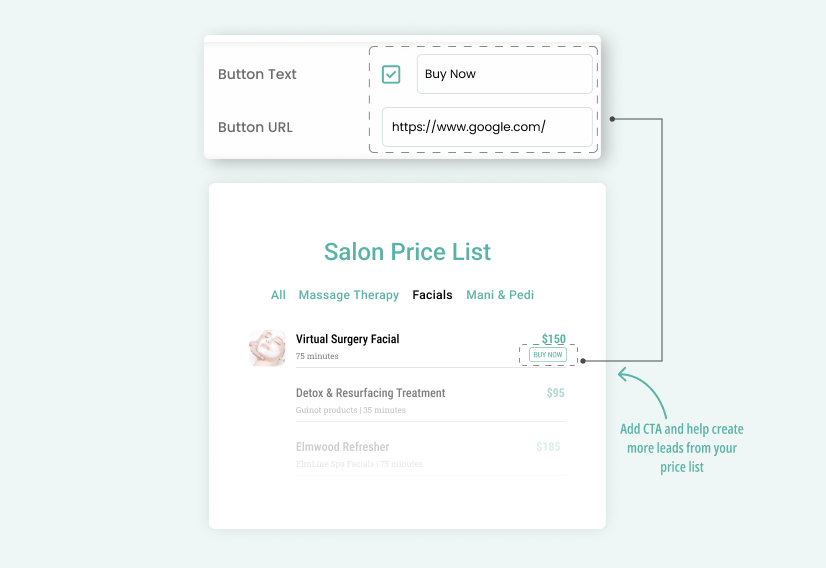 Button Text
Buy Now
Button URL
https://www.google.com/
Salon Price List
All Massage Therapy Facials Mani & Pedi
Virtual Surgery Facial $150
75 minutes BUY NOW
Detox & Resurfacing Treatment $95
Guinot products | 35 minutes
Elmwood Refresher $185
ElmLuxe Spa Facials | 75 minutes
Add CTA and help create
more leads from your
price list